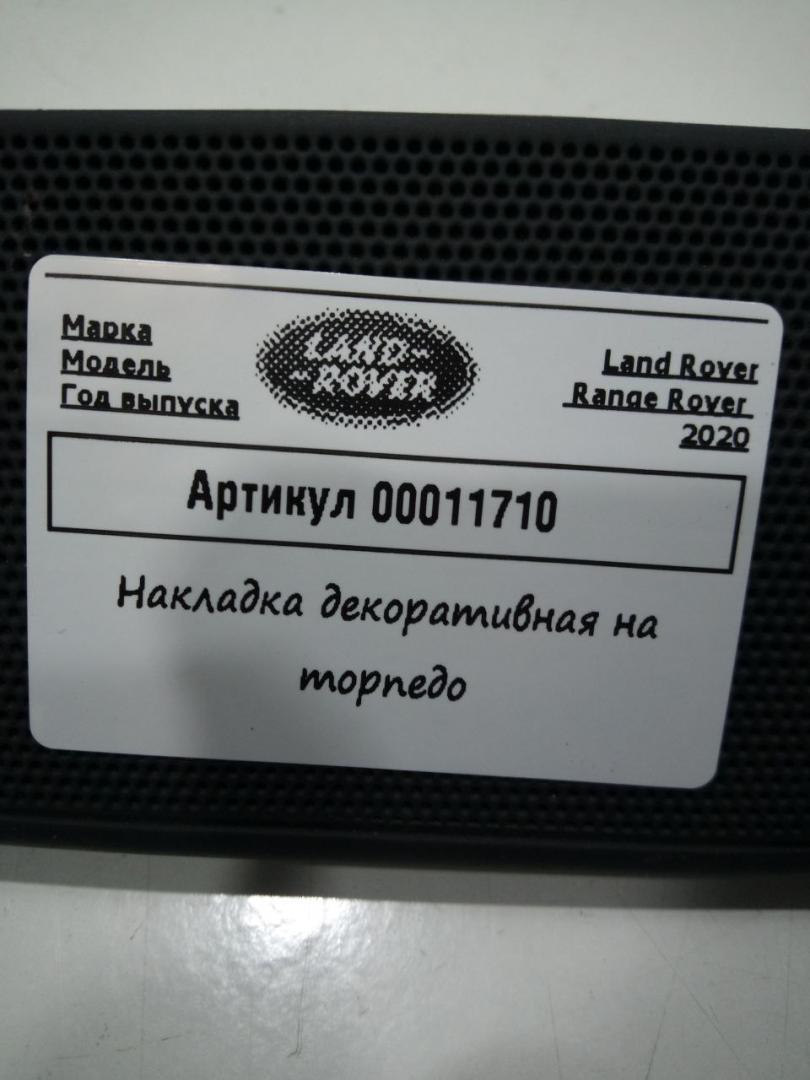 Марка
Модель
Год выпуска
LAND-
-ROVER
Land Rover
Range Rover
2020
Артикул 00011710
Накладка декоративная на
торпедо